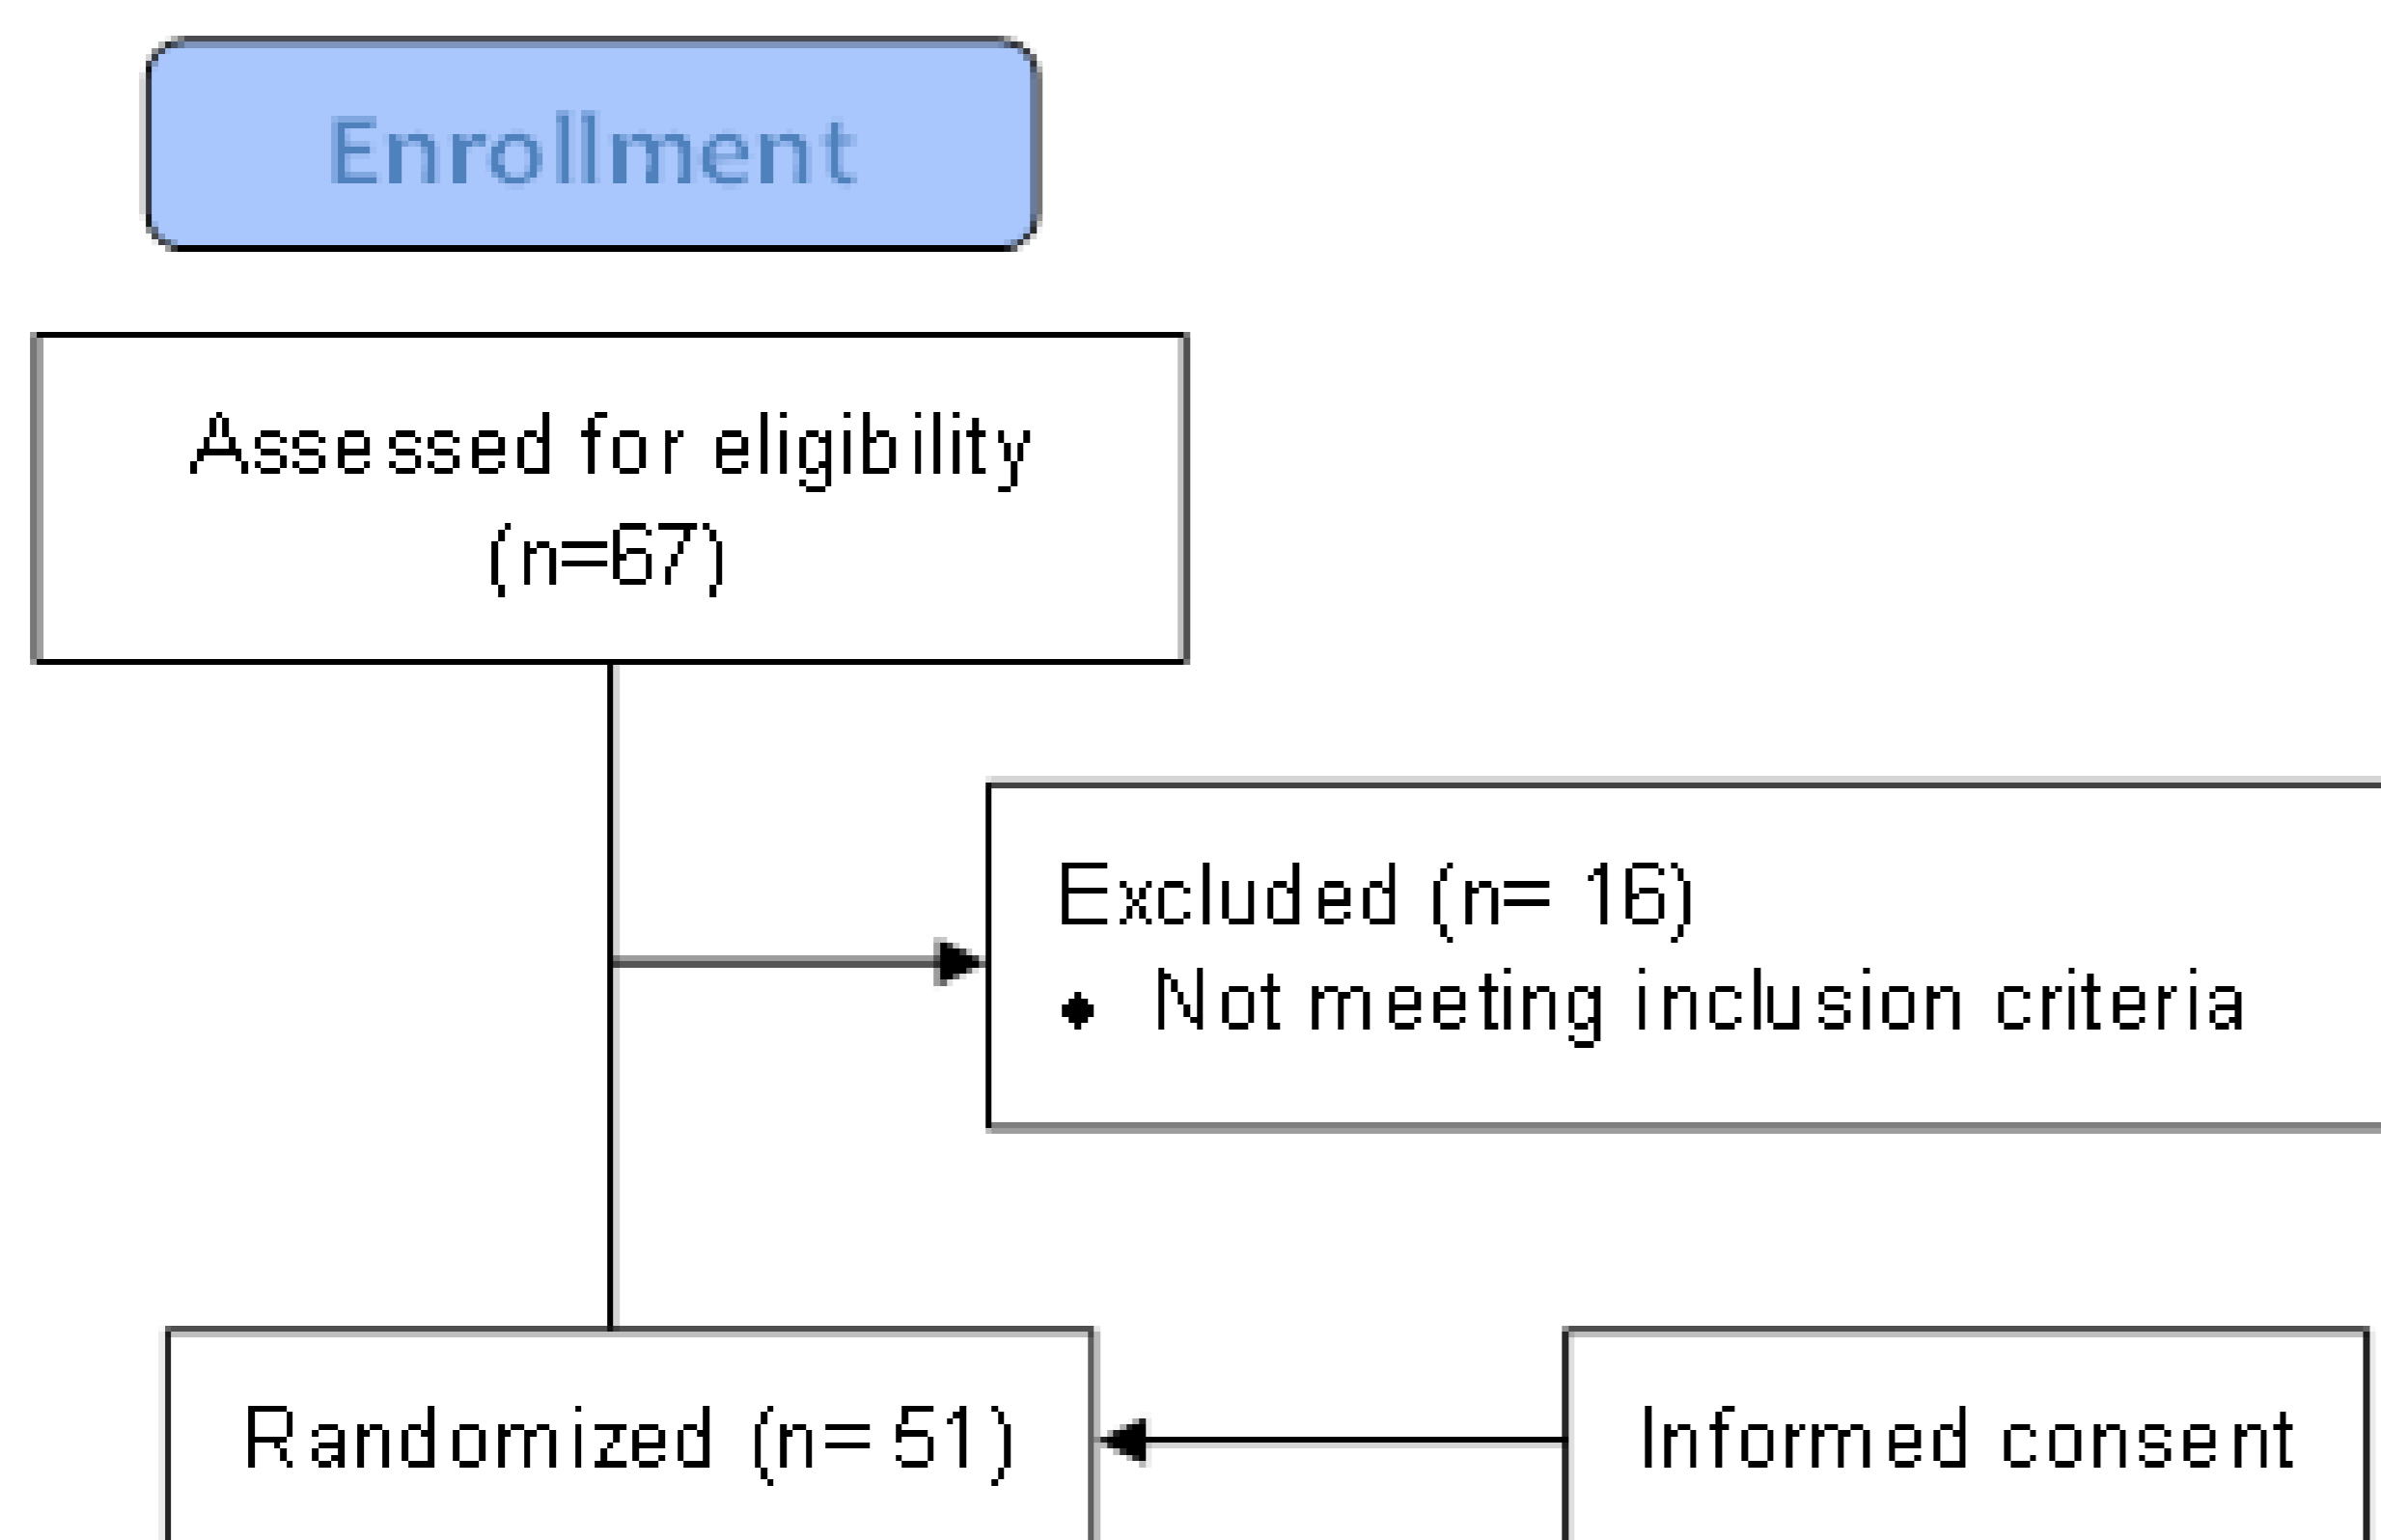 Enrollment
Assessed for eligibility
(n=67)
Excluded (n= 16)
• Not meeting inclusion criteria
Randomized (n= 51)
Informed consent